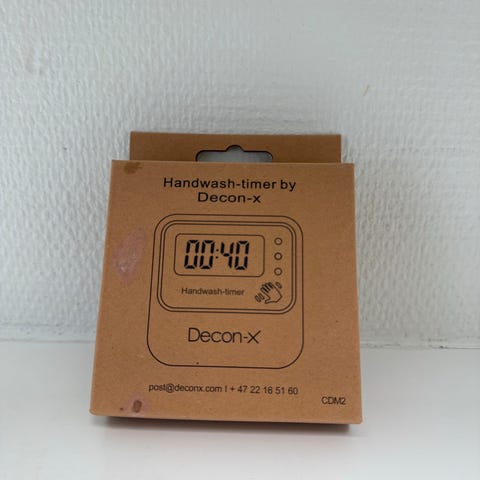 Handwash-timer by
Decon-x
00:40
Handwash-timer
Decon-X
post@deconx.com I + 47 22 16 51 60
CDM2